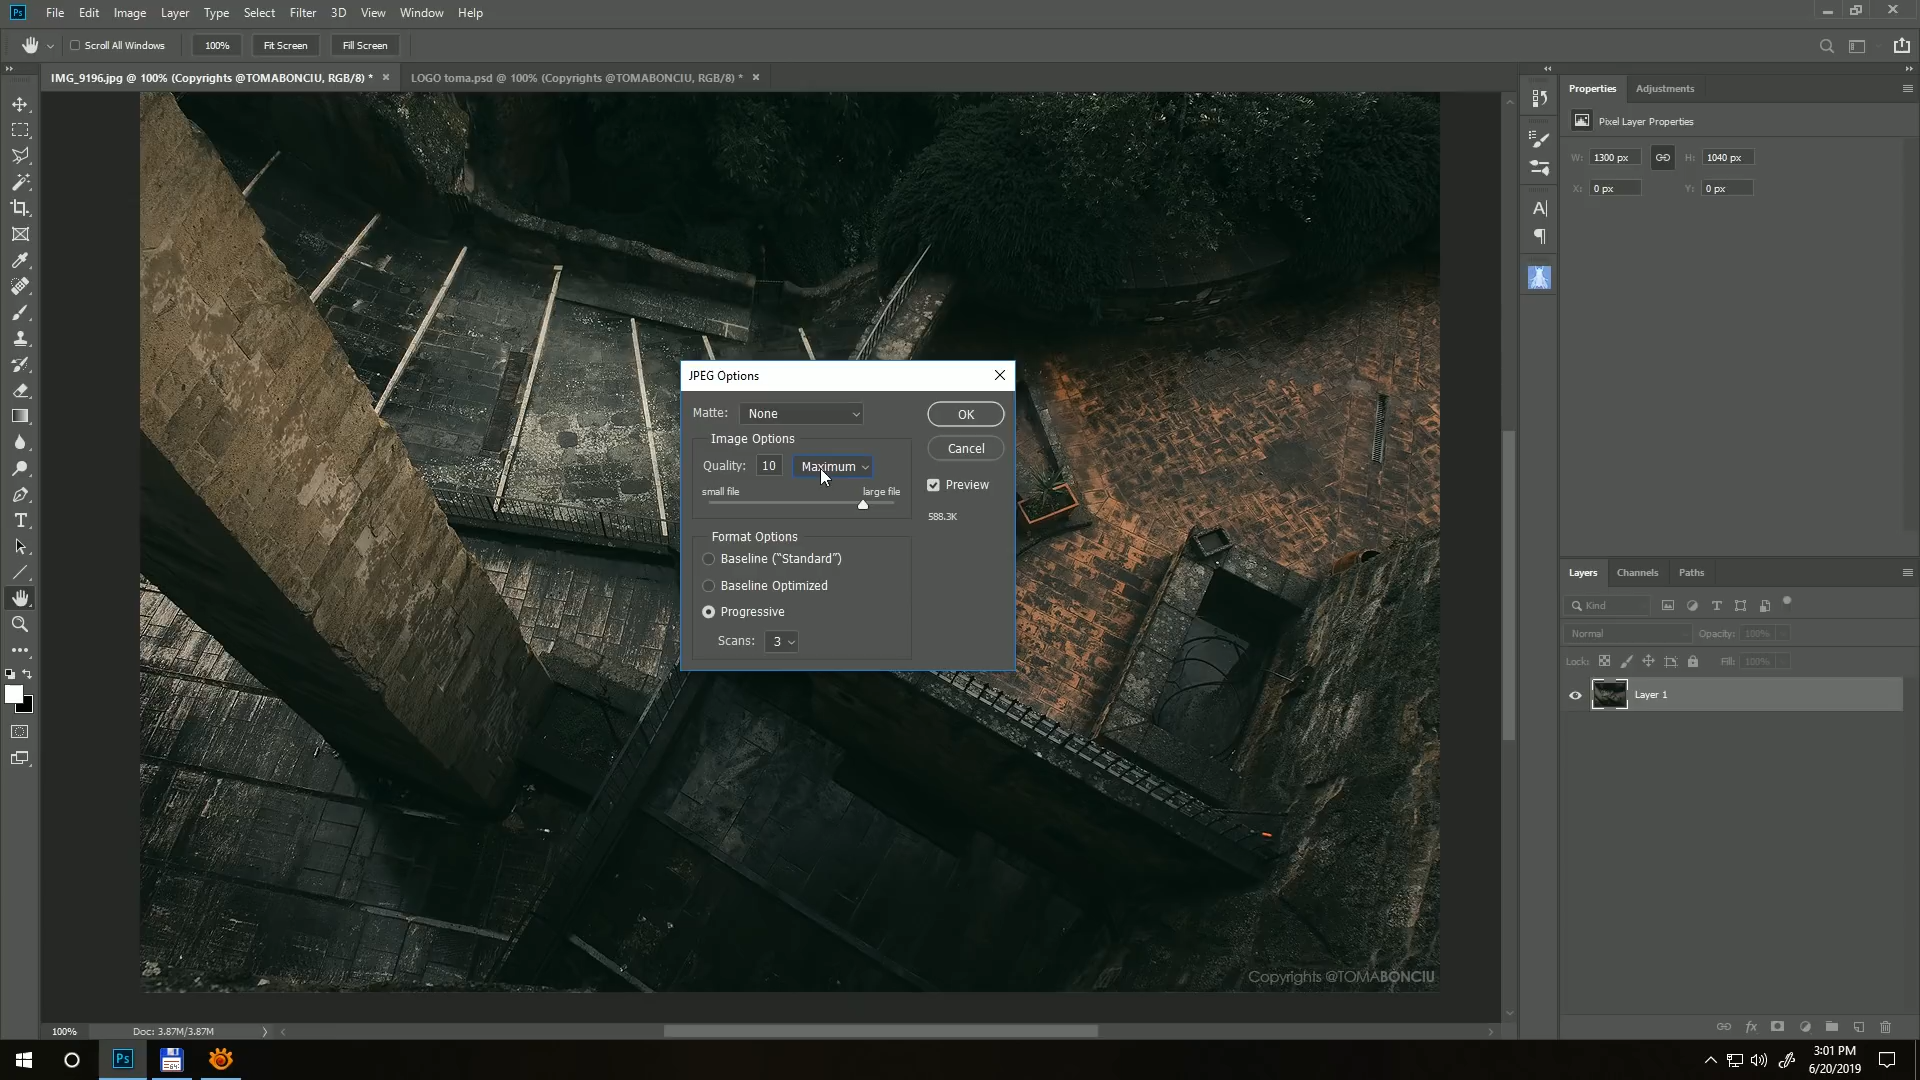 Ps File Edit Image Layer Type Select Filter 3D View Window Help
Scroll All Windows 100% Fit Screen Fill Screen
IMG_9196.jpg @ 100% (Copyrights @TOMABONCIU, RGB/8) * LOGO toma.psd @ 100% (Copyrights @TOMABONCIU, RGB/8) *
Properties Adjustments
Pixel Layer Properties
W: 1300 px H: 1040 px
X: 0 px Y: 0 px
JPEG Options
Matte: None OK
Image Options
Cancel
Quality: 10 Maximum
Preview
small file large file
588.3K
Format Options
Baseline (“Standard”)
Baseline Optimized
Progressive
Scans: 3
Layers Channels Paths
Kind
Normal Opacity: 100%
Lock: Fill: 100%
Layer 1
Copyrights @TOMABONCIU
100% Doc: 3.87M/3.87M
Ps
64
3:01 PM
6/20/2019